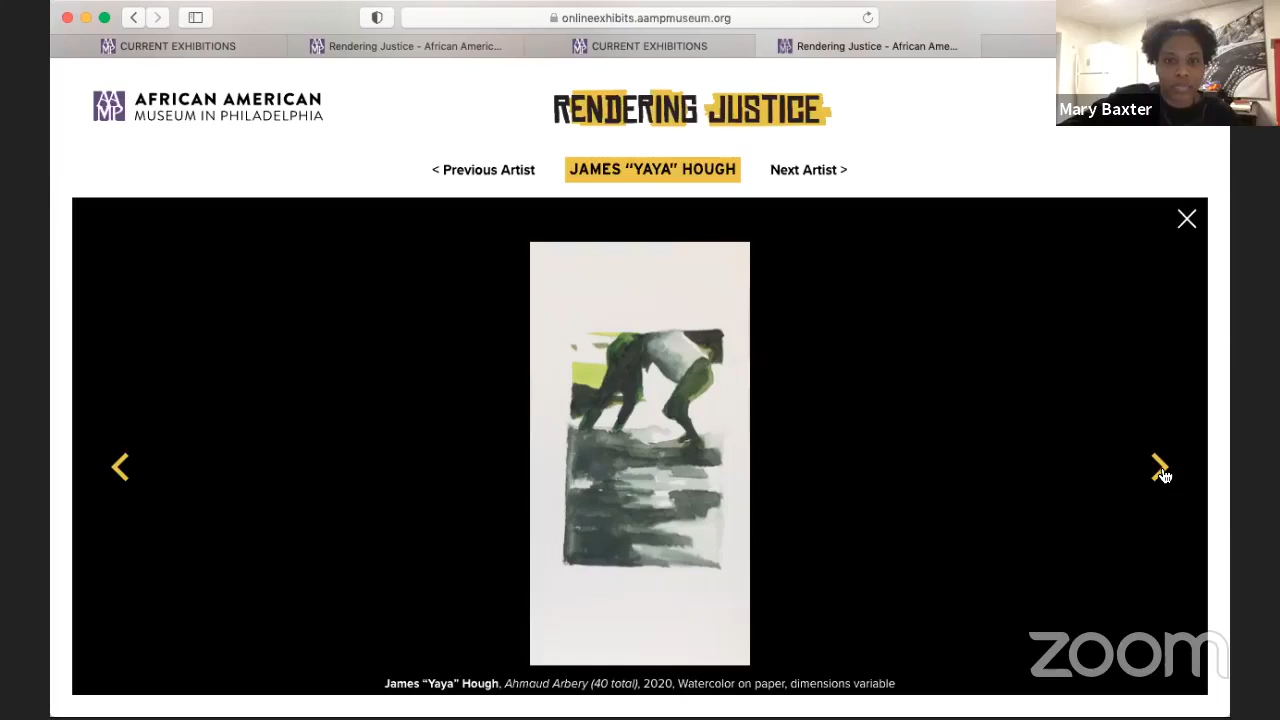 onlineexhibits.aampmuseum.org
CURRENT EXHIBITIONS
Rendering Justice - African Americ...
CURRENT EXHIBITIONS
Rendering Justice - African Ame...
Mary Baxter
AAMP
AFRICAN AMERICAN
MUSEUM IN PHILADELPHIA
RENDERING JUSTICE
< Previous Artist
JAMES “YAYA” HOUGH
Next Artist >
James “Yaya” Hough, Ahmaud Arbery (40 total), 2020, Watercolor on paper, dimensions variable
zoom